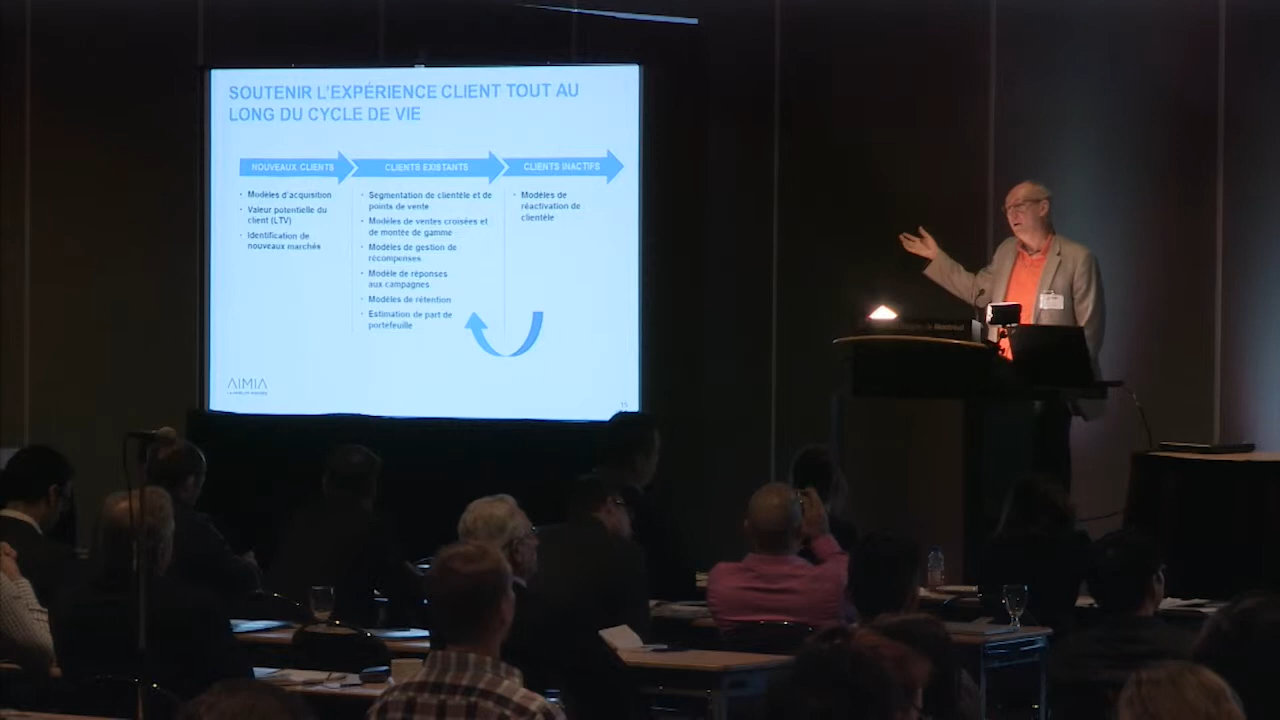 SOUTENIR L'EXPÉRIENCE CLIENT TOUT AU
LONG DU CYCLE DE VIE
NOUVEAUX CLIENTS
CLIENTS EXISTANTS
CLIENTS INACTIFS
• Modèles d'acquisition
• Valeur potentielle du
client (LTV)
• Identification de
nouveaux marchés
• Segmentation de clientèle et de
points de vente
• Modèles de ventes croisées et
de montée de gamme
• Modèles de gestion de
récompenses
• Modèle de réponses
aux campagnes
• Modèles de rétention
• Estimation de part de
portefeuille
• Modèles de
réactivation de
clientèle
AIMIA
15